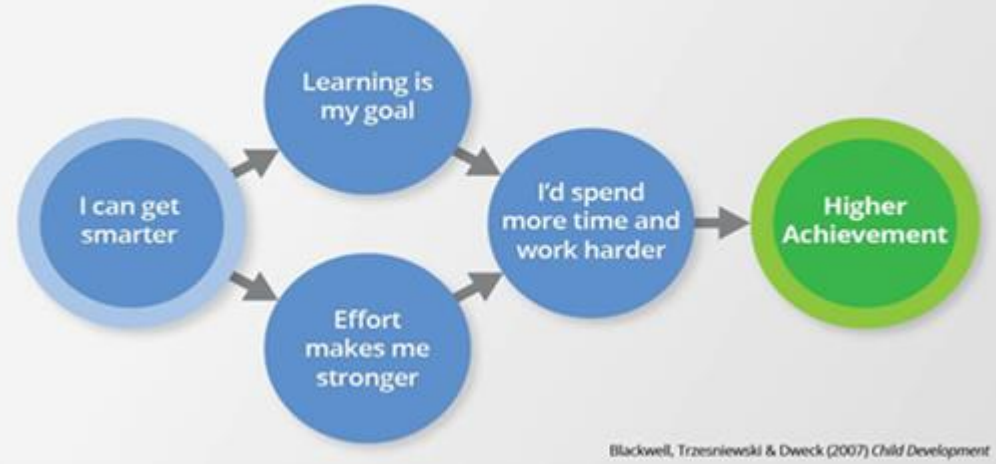 I can get
smarter
Learning is
my goal
Effort
makes me
stronger
I'd spend
more time and
work harder
Higher
Achievement
Blackwell, Trzesniewski & Dweck (2007) Child Development